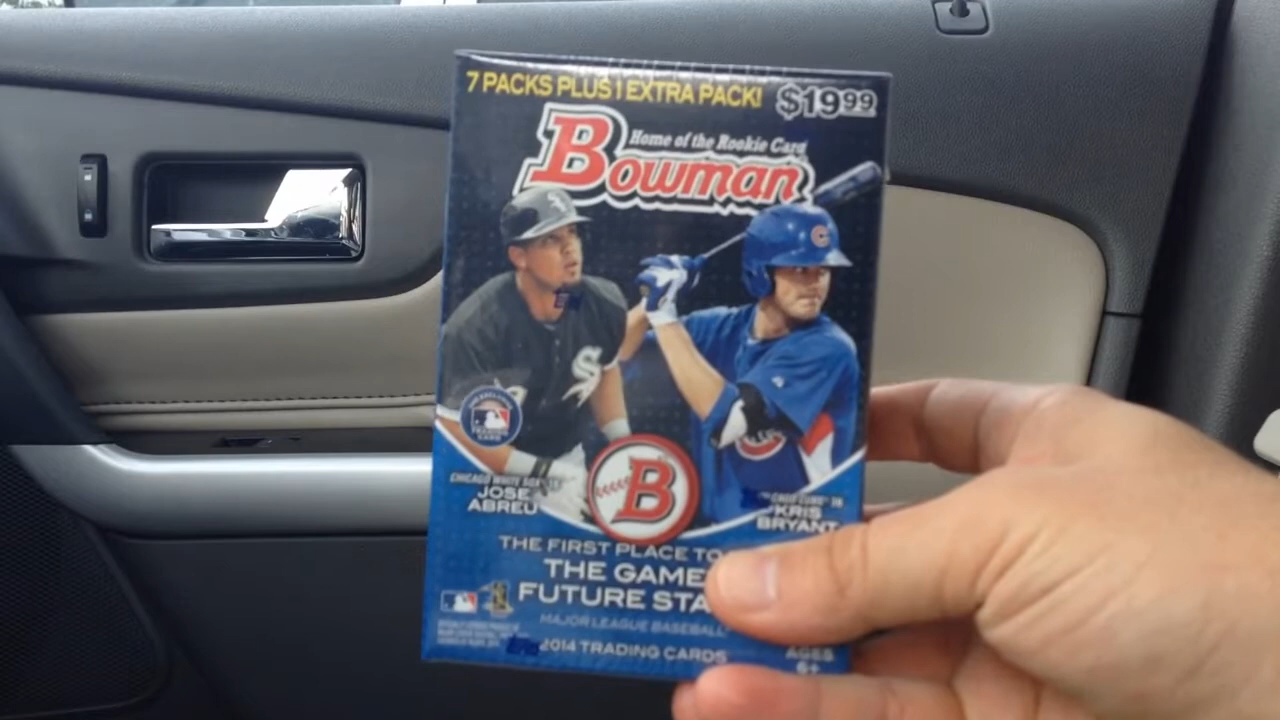 7 PACKS PLUS 1 EXTRA PACK!
$19.99
Home of the Rookie Card
Bowman
CHICAGO WHITE SOX
JOSE
ABREU
B
KRIS
BRYANT
THE FIRST PLACE TO
THE GAME
FUTURE STA
MAJOR LEAGUE BASEBALL
2014 TRADING CARDS
AGES
6+